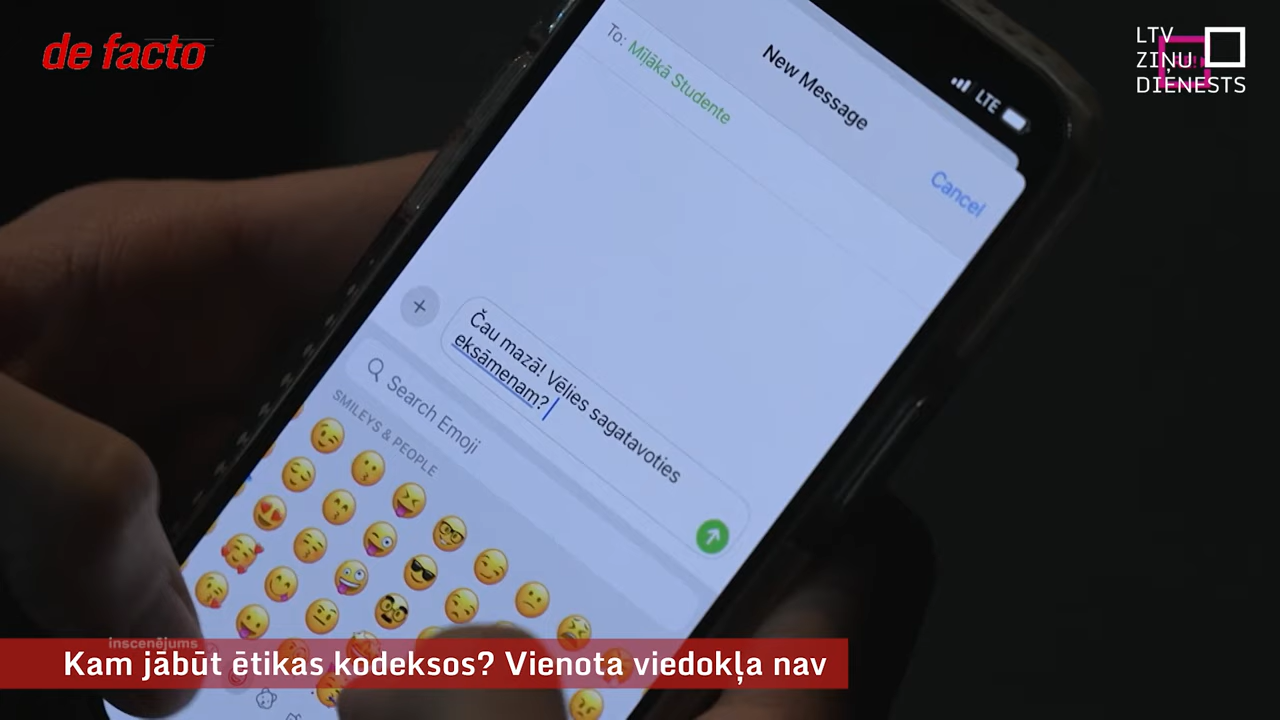 de facto
LTV
ZIŅU
DIENESTS
LTE
New Message
Cancel
To: Mīļākā Studente
Čau mazā! Vēlies sagatavoties
eksāmenam?
Search Emoji
SMILEYS & PEOPLE
inscenējums
Kam jābūt ētikas kodeksos? Vienota viedokļa nav